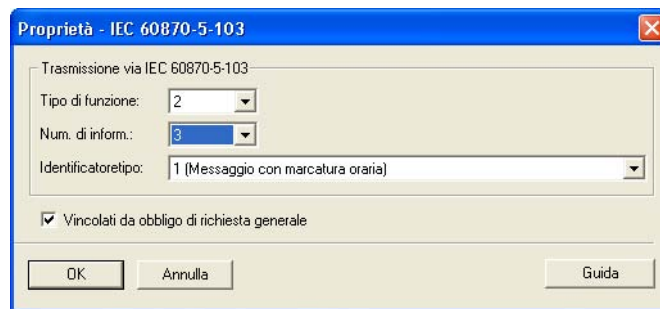 Proprietà - IEC 60870-5-103
Trasmissione via IEC 60870-5-103
Tipo di funzione: 2
Num. di inform.: 3
Identificatoretipo: 1 (Messaggio con marcatura oraria)
Vincolati da obbligo di richiesta generale
OK Annulla Guida